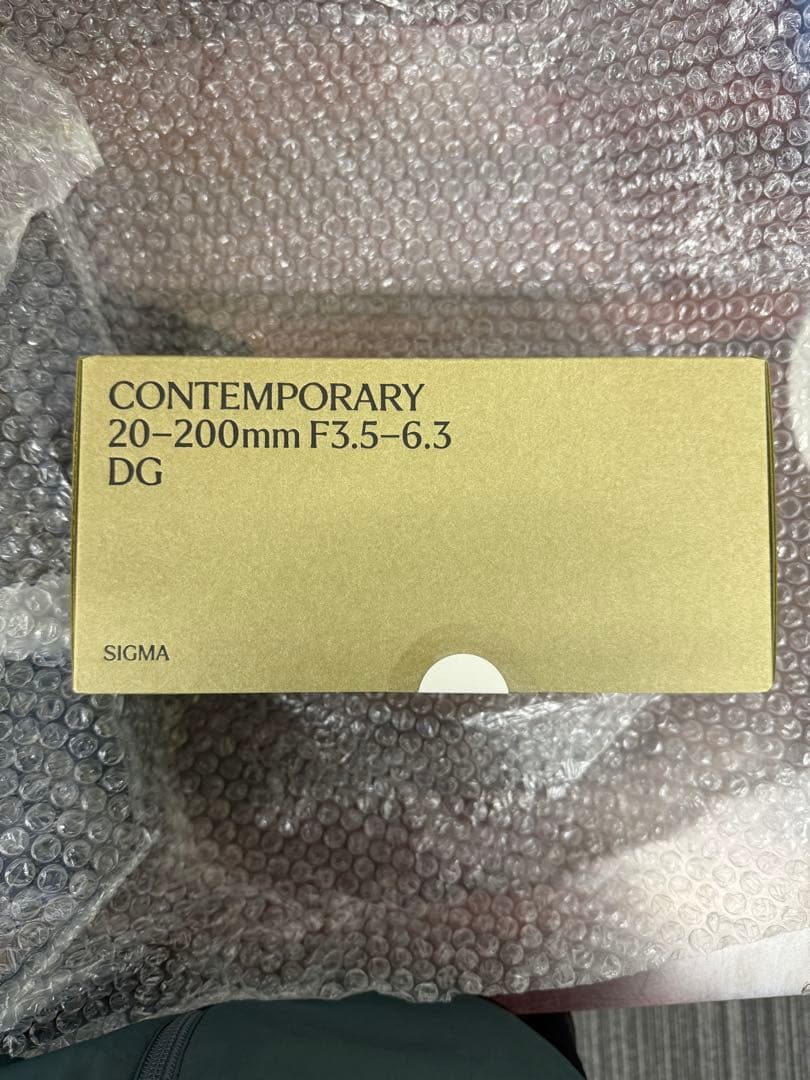 CONTEMPORARY
20–200mm F3.5–6.3
DG
SIGMA